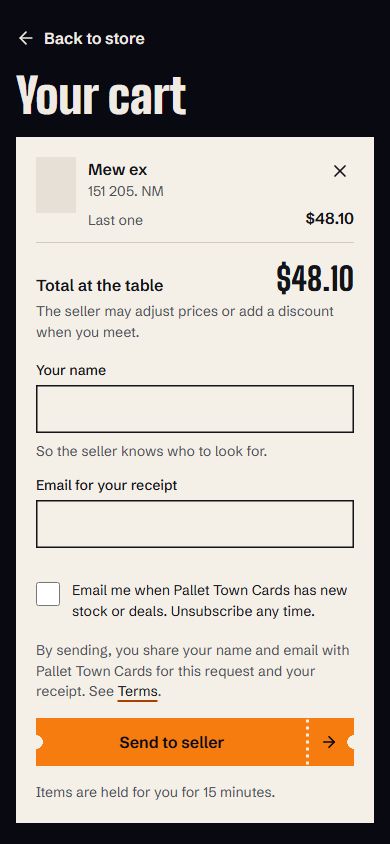 Back to store
Your cart
Mew ex
151 205. NM
Last one
$48.10
Total at the table
$48.10
The seller may adjust prices or add a discount
when you meet.
Your name
So the seller knows who to look for.
Email for your receipt
Email me when Pallet Town Cards has new
stock or deals. Unsubscribe any time.
By sending, you share your name and email with
Pallet Town Cards for this request and your
receipt. See Terms.
Send to seller
Items are held for you for 15 minutes.